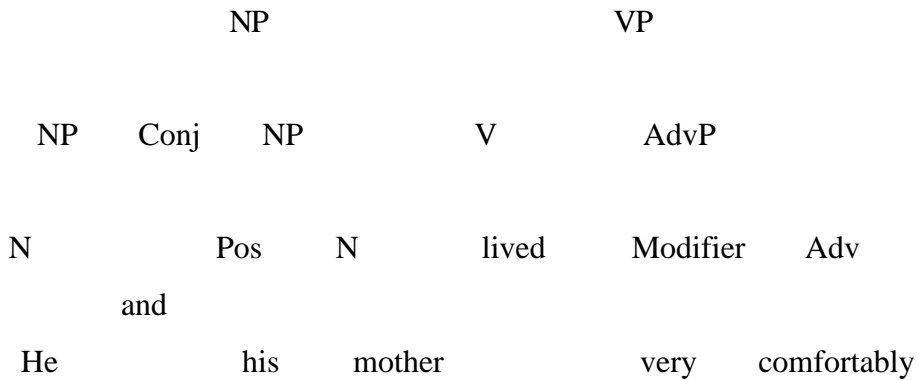 NP VP
NP Conj NP V AdvP
N Pos N lived Modifier Adv
and
He his mother very comfortably